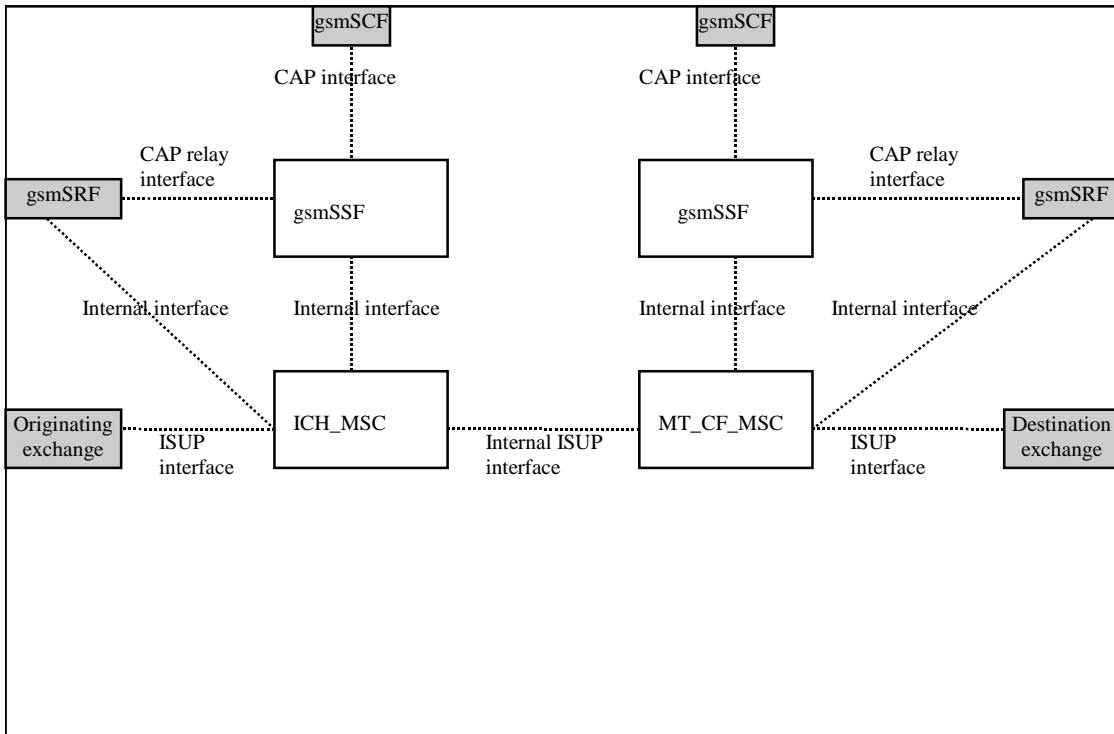 gsmSCF
gsmSCF
CAP interface
CAP interface
CAP relay
interface
CAP relay
interface
gsmSRF
gsmSSF
gsmSSF
gsmSRF
Internal interface
Internal interface
Internal interface
Internal interface
Originating
exchange
ISUP
interface
ICH_MSC
Internal ISUP
interface
MT_CF_MSC
ISUP
interface
Destination
exchange